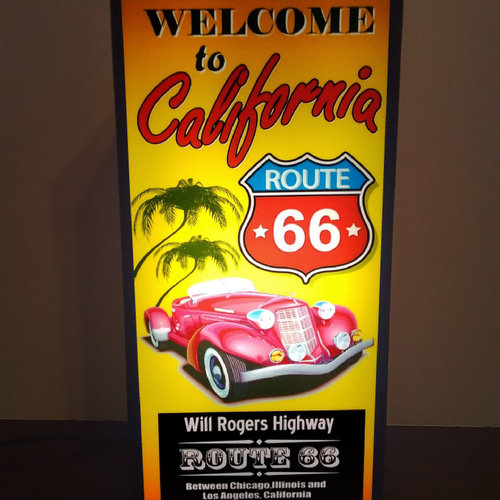 WELCOME
to
California
ROUTE
66
Will Rogers Highway
ROUTE 66
Between Chicago,Illinois and
Los Angeles, California